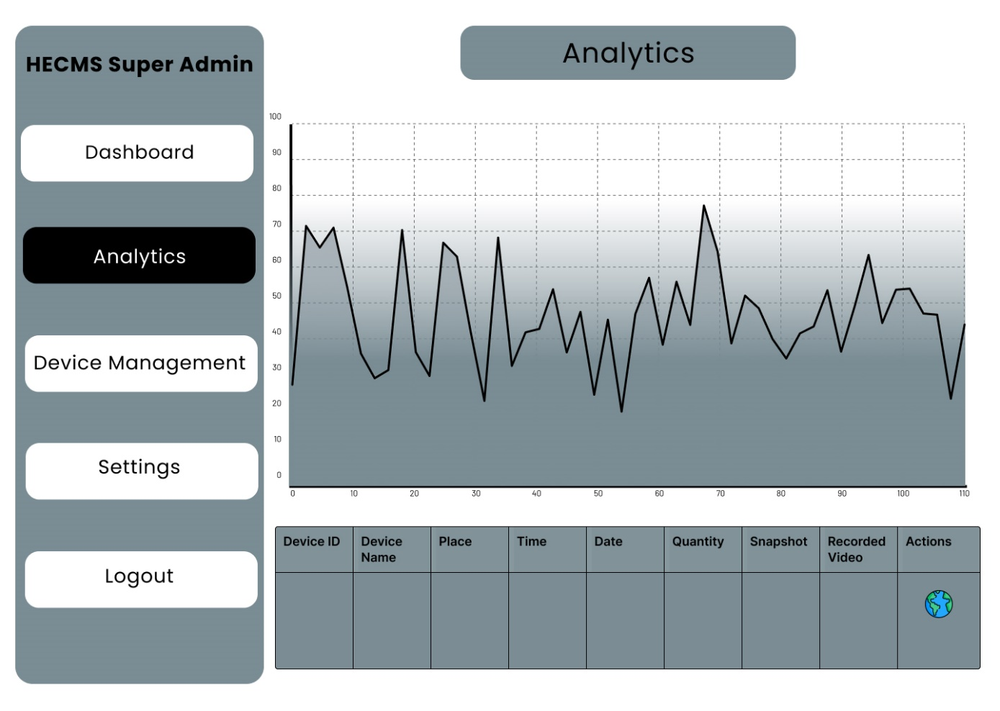 HECMS Super Admin
Dashboard
Analytics
Device Management
Settings
Logout
Analytics
100
90
80
70
60
50
40
30
20
10
0
0 10 20 30 40 50 60 70 80 90 100 110
Device ID Device Name Place Time Date Quantity Snapshot Recorded Video Actions